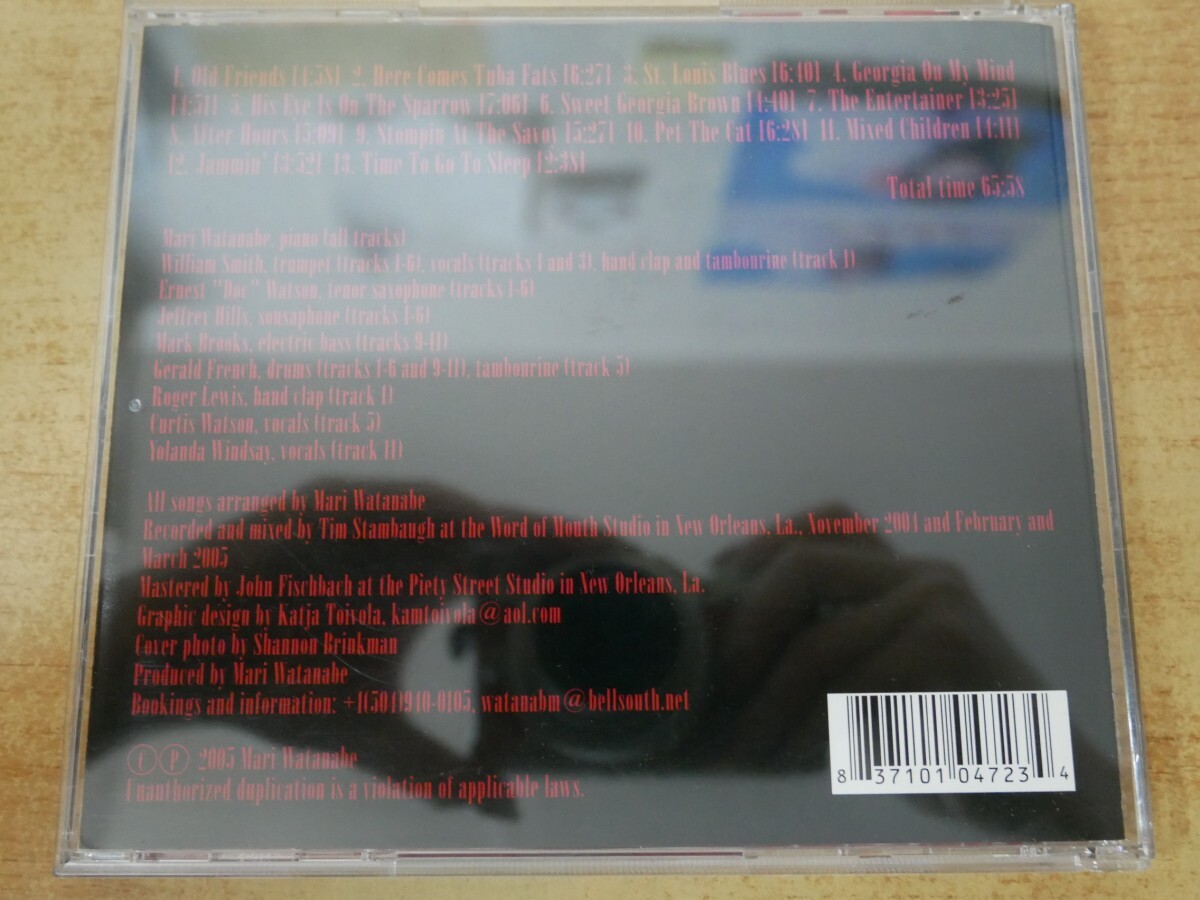 1. Old Friends [4:58] 2. Here Comes Tuba Fats [6:27] 3. St. Louis Blues [6:40] 4. Georgia On My Mind
[4:51] 5. His Eye Is On The Sparrow [7:06] 6. Sweet Georgia Brown [4:40] 7. The Entertainer [3:25]
8. After Hours [5:09] 9. Stompin At The Savoy [5:27] 10. Pet The Cat [6:28] 11. Mixed Children [4:11]
12. Jammin' [3:52] 13. Time To Go To Sleep [2:38]
Total time 65:58
Mari Watanabe, piano (all tracks)
William Smith, trumpet (tracks 1-6), vocals (tracks 1 and 3), hand clap and tambourine (track 1)
Ernest "Doc" Watson, tenor saxophone (tracks 1-6)
Jeffrey Hills, sousaphone (tracks 1-6)
Mark Brooks, electric bass (tracks 9-11)
Gerald French, drums (tracks 1-6 and 9-11), tambourine (track 5)
Roger Lewis, hand clap (track 1)
Curtis Watson, vocals (track 5)
Yolanda Windsay, vocals (track 11)
All songs arranged by Mari Watanabe
Recorded and mixed by Tim Stambaugh at the Word of Mouth Studio in New Orleans, La., November 2004 and February and
March 2005
Mastered by John Fischbach at the Piety Street Studio in New Orleans, La.
Graphic design by Katja Toivola, kamtoivola@aol.com
Cover photo by Shannon Brinkman
Produced by Mari Watanabe
Bookings and information: +1(504)940-0105, watanabm@bellsouth.net
Ⓒ Ⓟ 2005 Mari Watanabe
Unauthorized duplication is a violation of applicable laws.
8 37101 04723 4